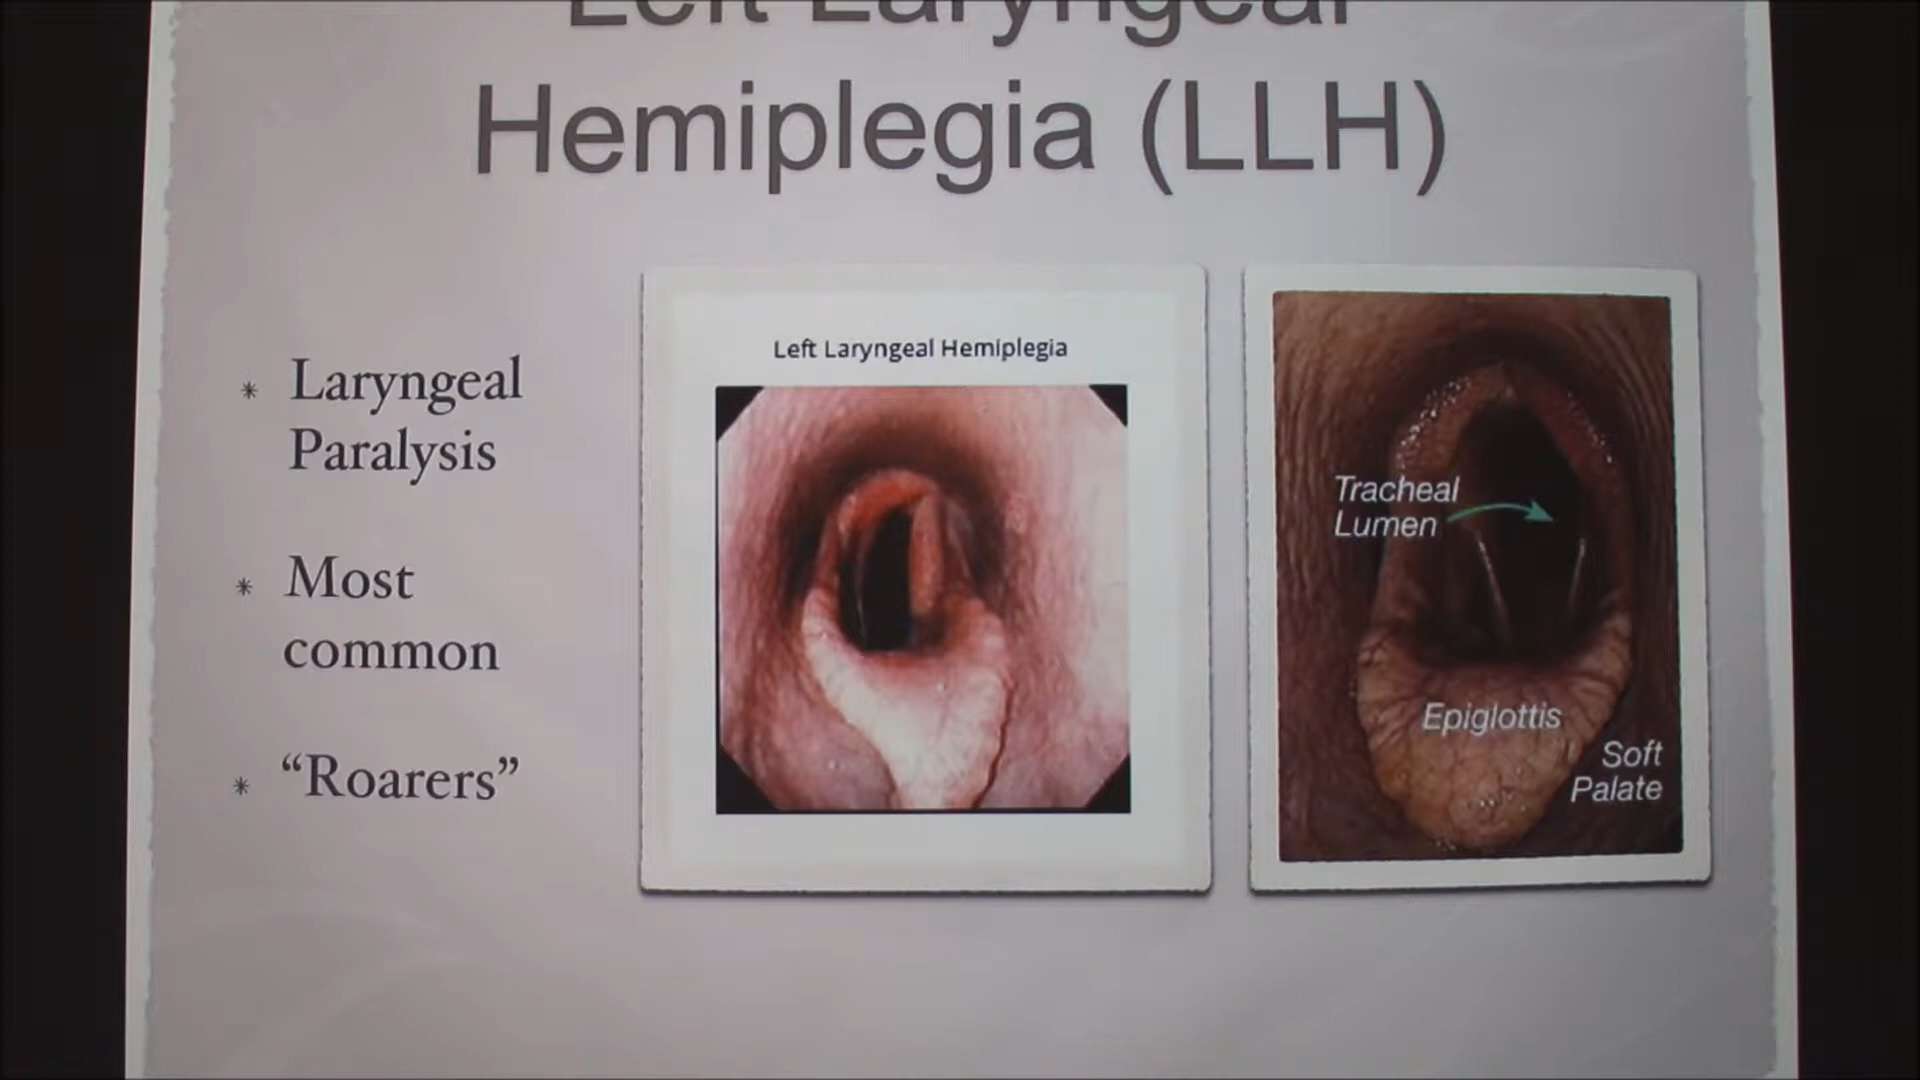 Left Laryngeal
Hemiplegia (LLH)
* Laryngeal
Paralysis
* Most
common
* “Roarers”
Left Laryngeal Hemiplegia
Tracheal
Lumen
Epiglottis
Soft
Palate